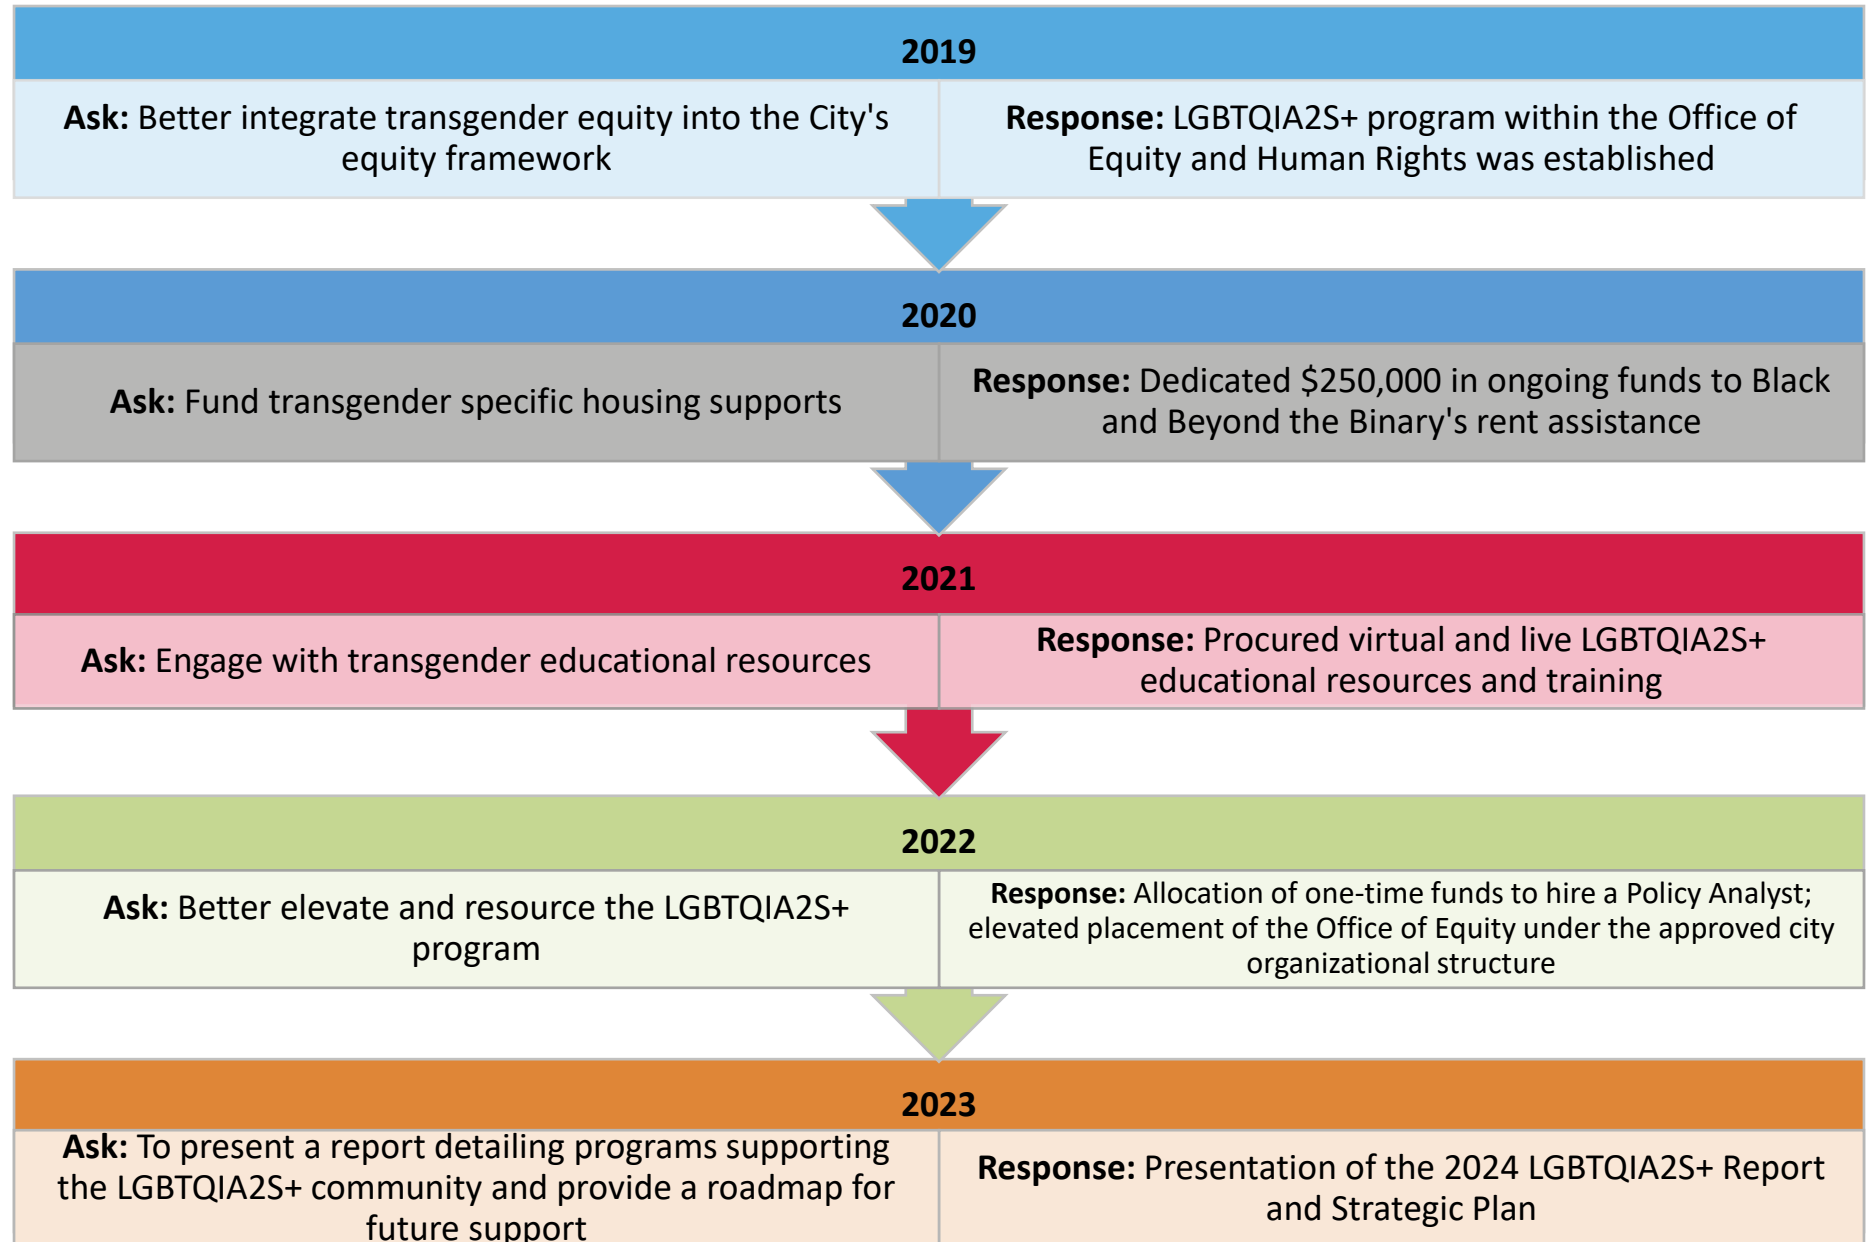 2019
Ask: Better integrate transgender equity into the City's
equity framework
Response: LGBTQIA2S+ program within the Office of
Equity and Human Rights was established
2020
Ask: Fund transgender specific housing supports
Response: Dedicated $250,000 in ongoing funds to Black
and Beyond the Binary's rent assistance
2021
Ask: Engage with transgender educational resources
Response: Procured virtual and live LGBTQIA2S+
educational resources and training
2022
Ask: Better elevate and resource the LGBTQIA2S+
program
Response: Allocation of one-time funds to hire a Policy Analyst;
elevated placement of the Office of Equity under the approved city
organizational structure
2023
Ask: To present a report detailing programs supporting
the LGBTQIA2S+ community and provide a roadmap for
future support
Response: Presentation of the 2024 LGBTQIA2S+ Report
and Strategic Plan